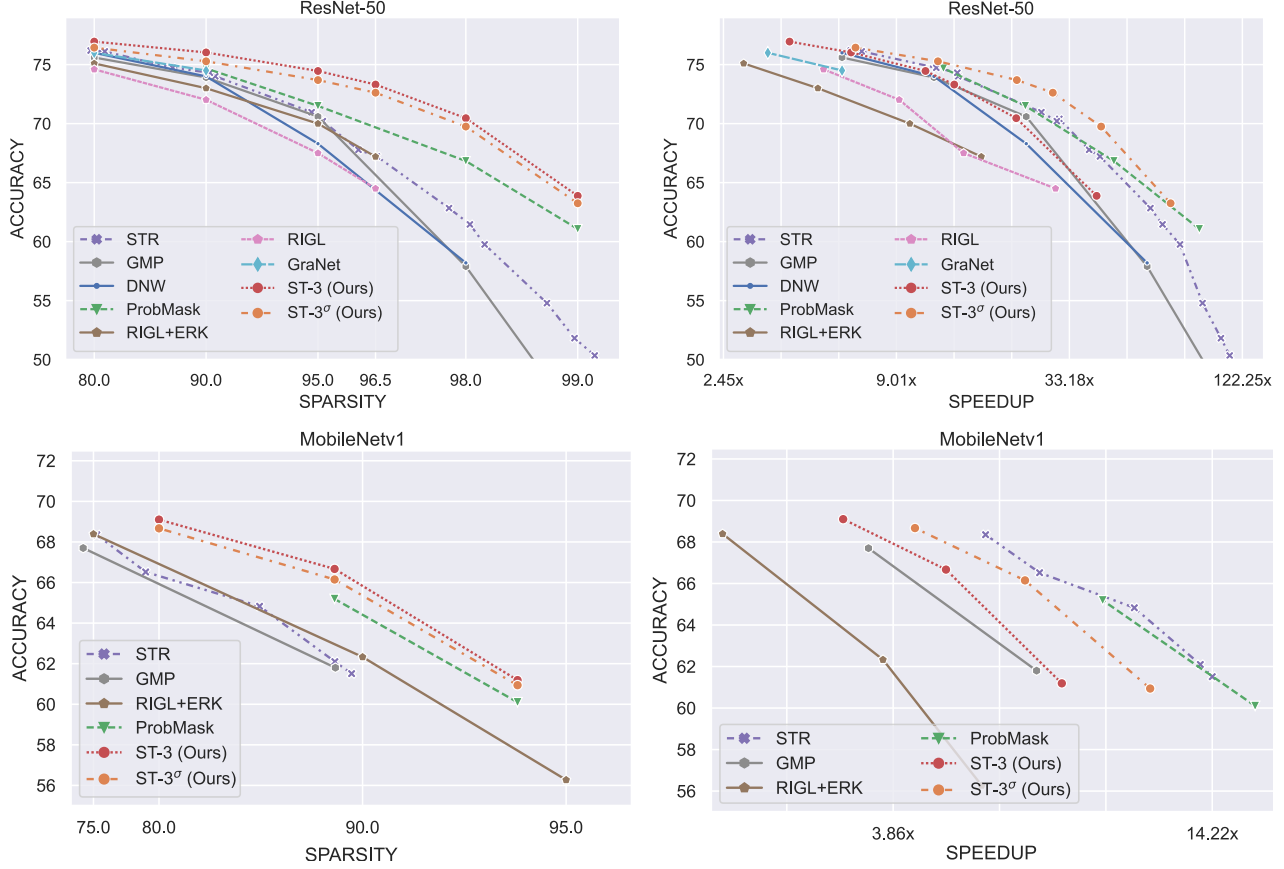 ResNet-50
ACCURACY
75
70
65
60
55
50
STR
GMP
DNW
ProbMask
RIGL+ERK
RIGL
GraNet
ST-3 (Ours)
ST-3σ (Ours)
80.0 90.0 95.0 96.5 98.0 99.0
SPARSITY
ResNet-50
ACCURACY
75
70
65
60
55
50
STR
GMP
DNW
ProbMask
RIGL+ERK
RIGL
GraNet
ST-3 (Ours)
ST-3σ (Ours)
2.45x 9.01x 33.18x 122.25x
SPEEDUP
MobileNetv1
ACCURACY
72
70
68
66
64
62
60
58
56
STR
GMP
RIGL+ERK
ProbMask
ST-3 (Ours)
ST-3σ (Ours)
75.0 80.0 90.0 95.0
SPARSITY
MobileNetv1
ACCURACY
72
70
68
66
64
62
60
58
56
STR
GMP
RIGL+ERK
ProbMask
ST-3 (Ours)
ST-3σ (Ours)
3.86x 14.22x
SPEEDUP